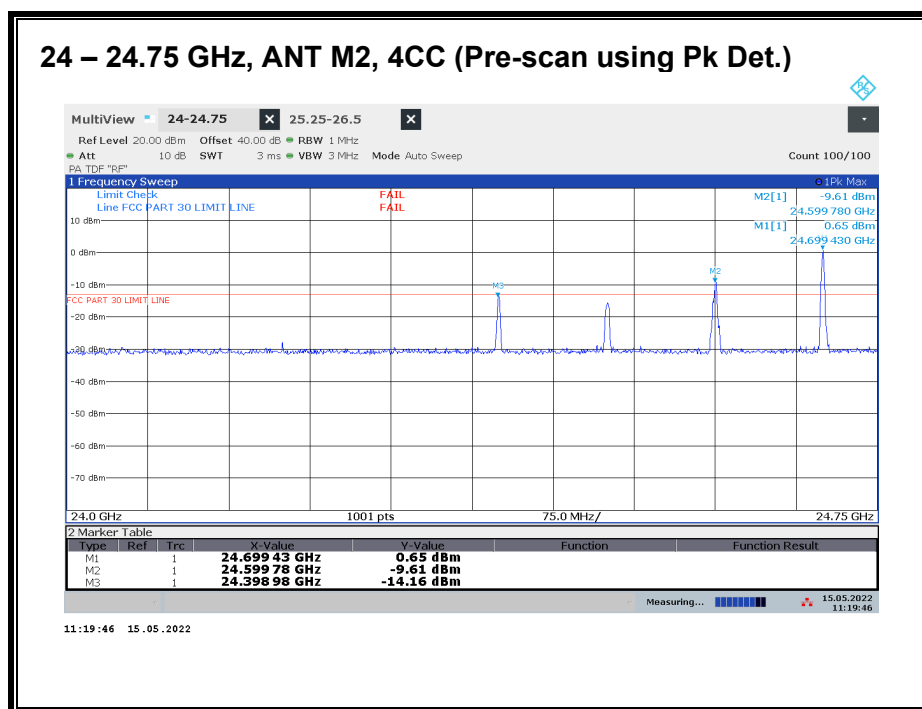 24 – 24.75 GHz, ANT M2, 4CC (Pre-scan using Pk Det.)
R&S
MultiView 24-24.75 25.25-26.5
Ref Level 20.00 dBm Offset 40.00 dB RBW 1 MHz
Att 10 dB SWT 3 ms VBW 3 MHz Mode Auto Sweep Count 100/100
PA TDF "RF"
1 Frequency Sweep 1Pk Max
Limit Check FAIL M2[1] -9.61 dBm
Line FCC PART 30 LIMIT LINE FAIL 24.599 780 GHz
10 dBm M1[1] 0.65 dBm
24.699 430 GHz
0 dBm
M2
-10 dBm M3
FCC PART 30 LIMIT LINE
-20 dBm
-30 dBm
-40 dBm
-50 dBm
-60 dBm
-70 dBm
24.0 GHz 1001 pts 75.0 MHz/ 24.75 GHz
2 Marker Table
Type Ref Trc X-Value Y-Value Function Function Result
M1 1 24.699 43 GHz 0.65 dBm
M2 1 24.599 78 GHz -9.61 dBm
M3 1 24.398 98 GHz -14.16 dBm
Measuring... 15.05.2022
11:19:46
11:19:46 15.05.2022